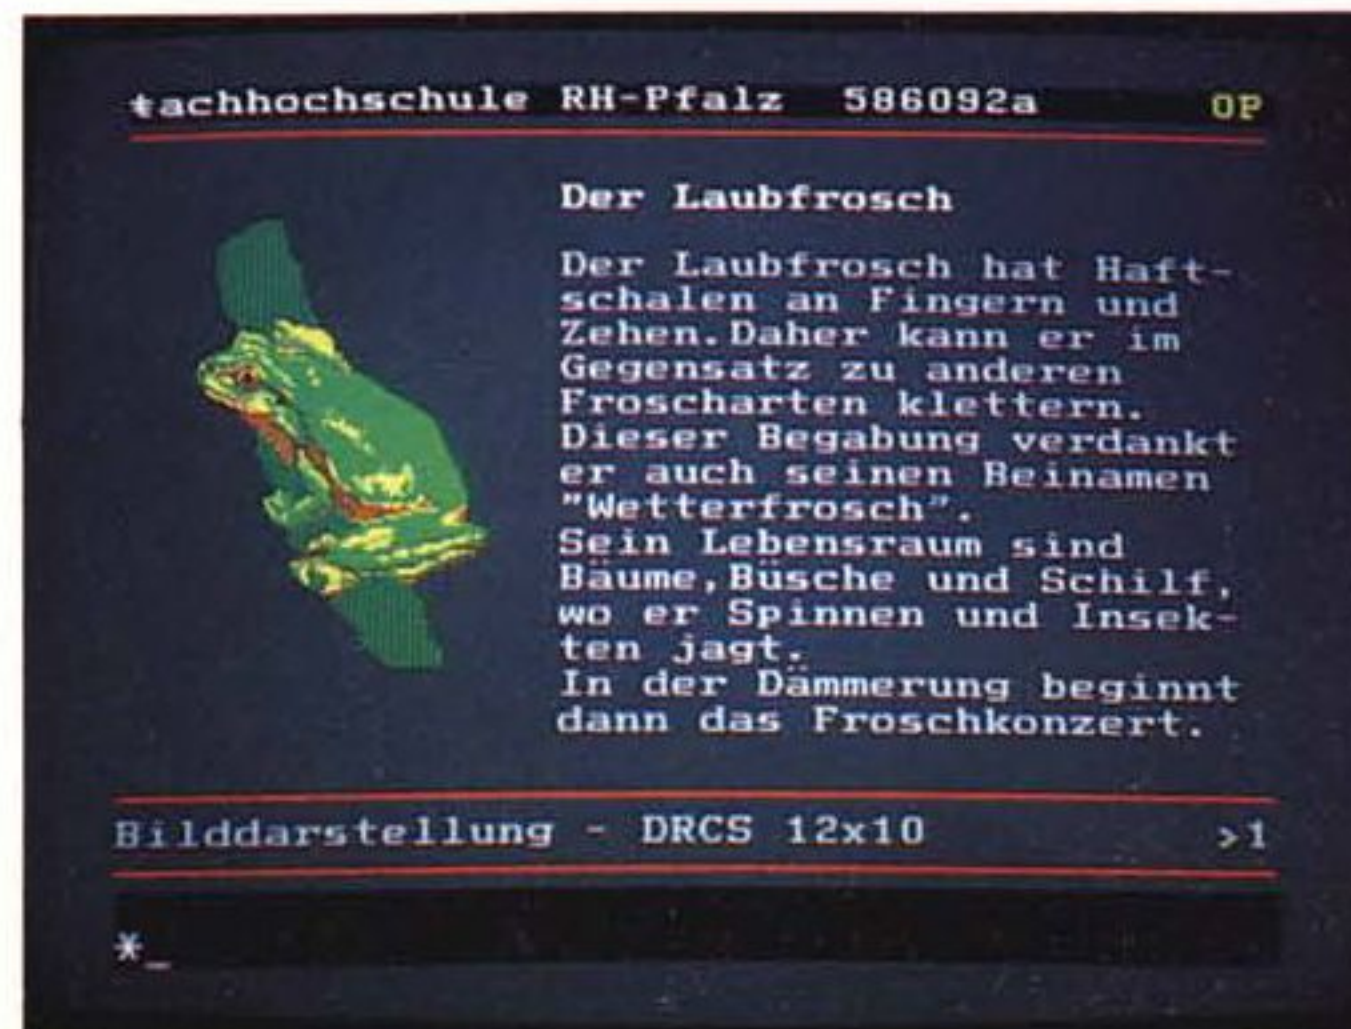 fachhochschule RH-Pfalz 586092a 0P
Der Laubfrosch
Der Laubfrosch hat Haft-
schalen an Fingern und
Zehen.Daher kann er im
Gegensatz zu anderen
Froscharten klettern.
Dieser Begabung verdankt
er auch seinen Beinamen
"Wetterfrosch".
Sein Lebensraum sind
Bäume,Büsche und Schilf,
wo er Spinnen und Insek-
ten jagt.
In der Dämmerung beginnt
dann das Froschkonzert.
Bilddarstellung - DRCS 12x10 >1
*_